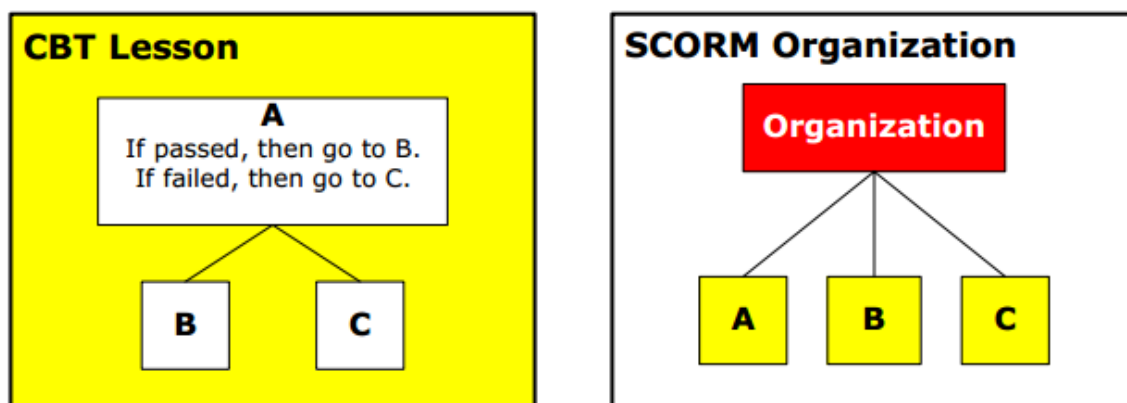 CBT Lesson
A
If passed, then go to B.
If failed, then go to C.
B
C
SCORM Organization
Organization
A
B
C